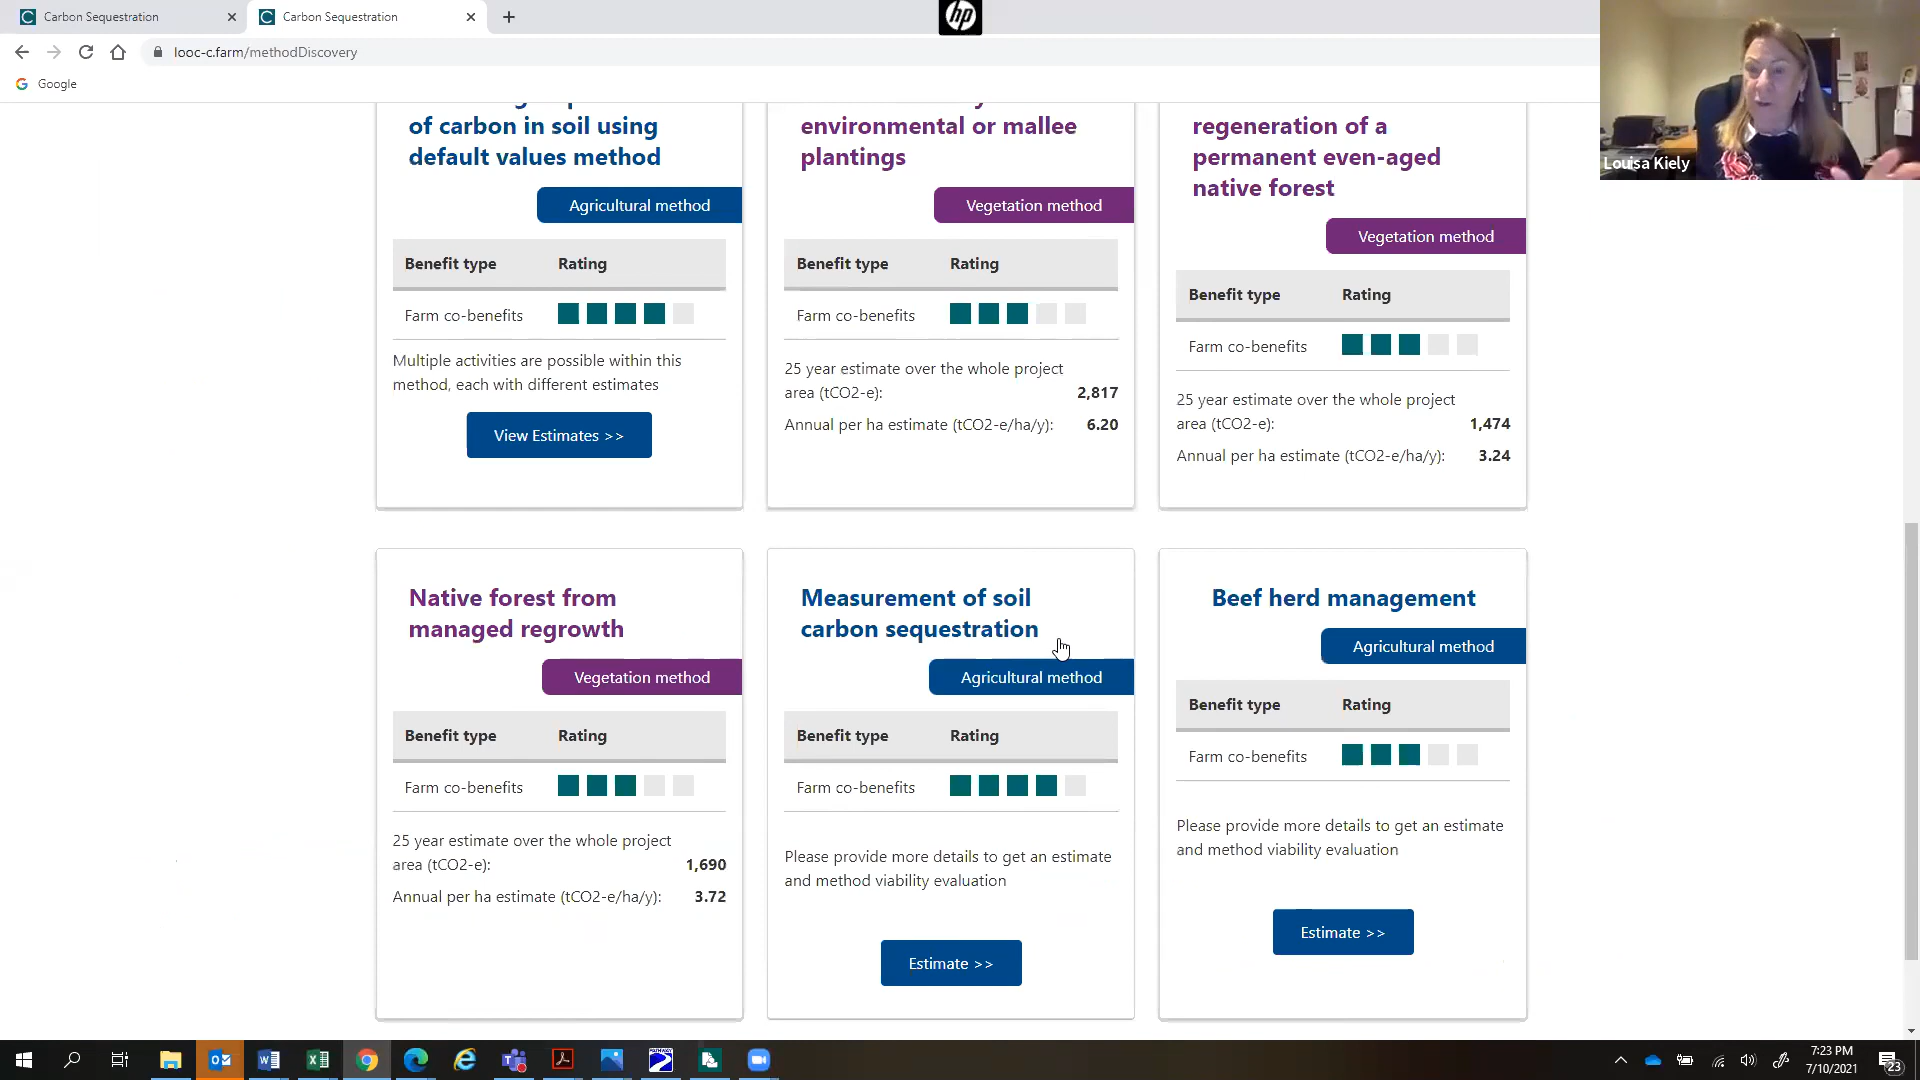 Carbon Sequestration
Carbon Sequestration
hp
looc-c.farm/methodDiscovery
Google
Louisa Kiely
of carbon in soil using
default values method
Agricultural method
Benefit type Rating
Farm co-benefits
Multiple activities are possible within this
method, each with different estimates
View Estimates >>
environmental or mallee
plantings
Vegetation method
Benefit type Rating
Farm co-benefits
25 year estimate over the whole project
area (tCO2-e): 2,817
Annual per ha estimate (tCO2-e/ha/y): 6.20
regeneration of a
permanent even-aged
native forest
Vegetation method
Benefit type Rating
Farm co-benefits
25 year estimate over the whole project
area (tCO2-e): 1,474
Annual per ha estimate (tCO2-e/ha/y): 3.24
Native forest from
managed regrowth
Vegetation method
Benefit type Rating
Farm co-benefits
25 year estimate over the whole project
area (tCO2-e): 1,690
Annual per ha estimate (tCO2-e/ha/y): 3.72
Measurement of soil
carbon sequestration
Agricultural method
Benefit type Rating
Farm co-benefits
Please provide more details to get an estimate
and method viability evaluation
Estimate >>
Beef herd management
Agricultural method
Benefit type Rating
Farm co-benefits
Please provide more details to get an estimate
and method viability evaluation
Estimate >>
7:23 PM
7/10/2021
23